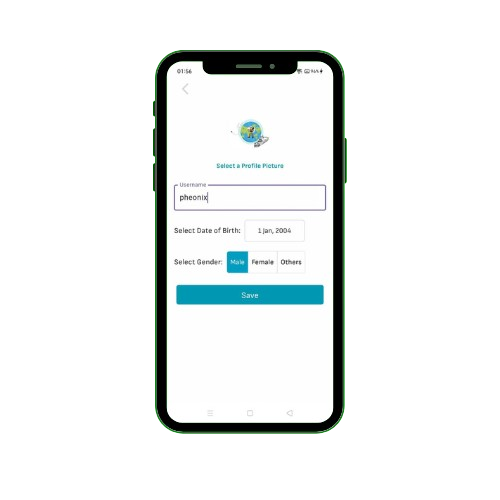 01:56
Select a Profile Picture
Username
pheonix
Select Date of Birth: 1 Jan, 2004
Select Gender: Male Female Others
Save